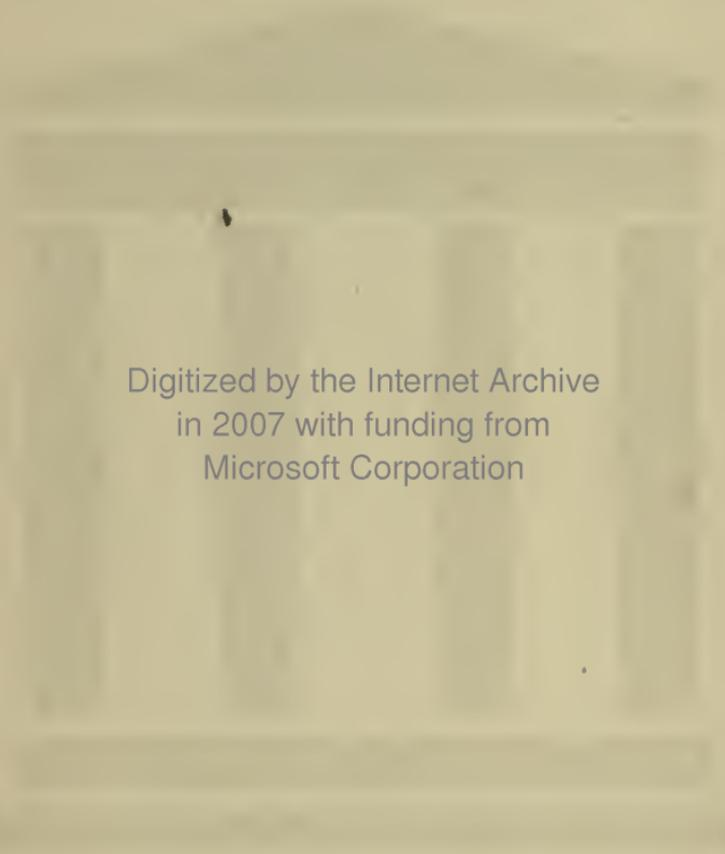 Digitized by the Internet Archive
in 2007 with funding from
Microsoft Corporation